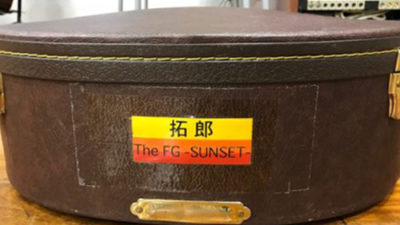 拓郎
The FG -SUNSET-